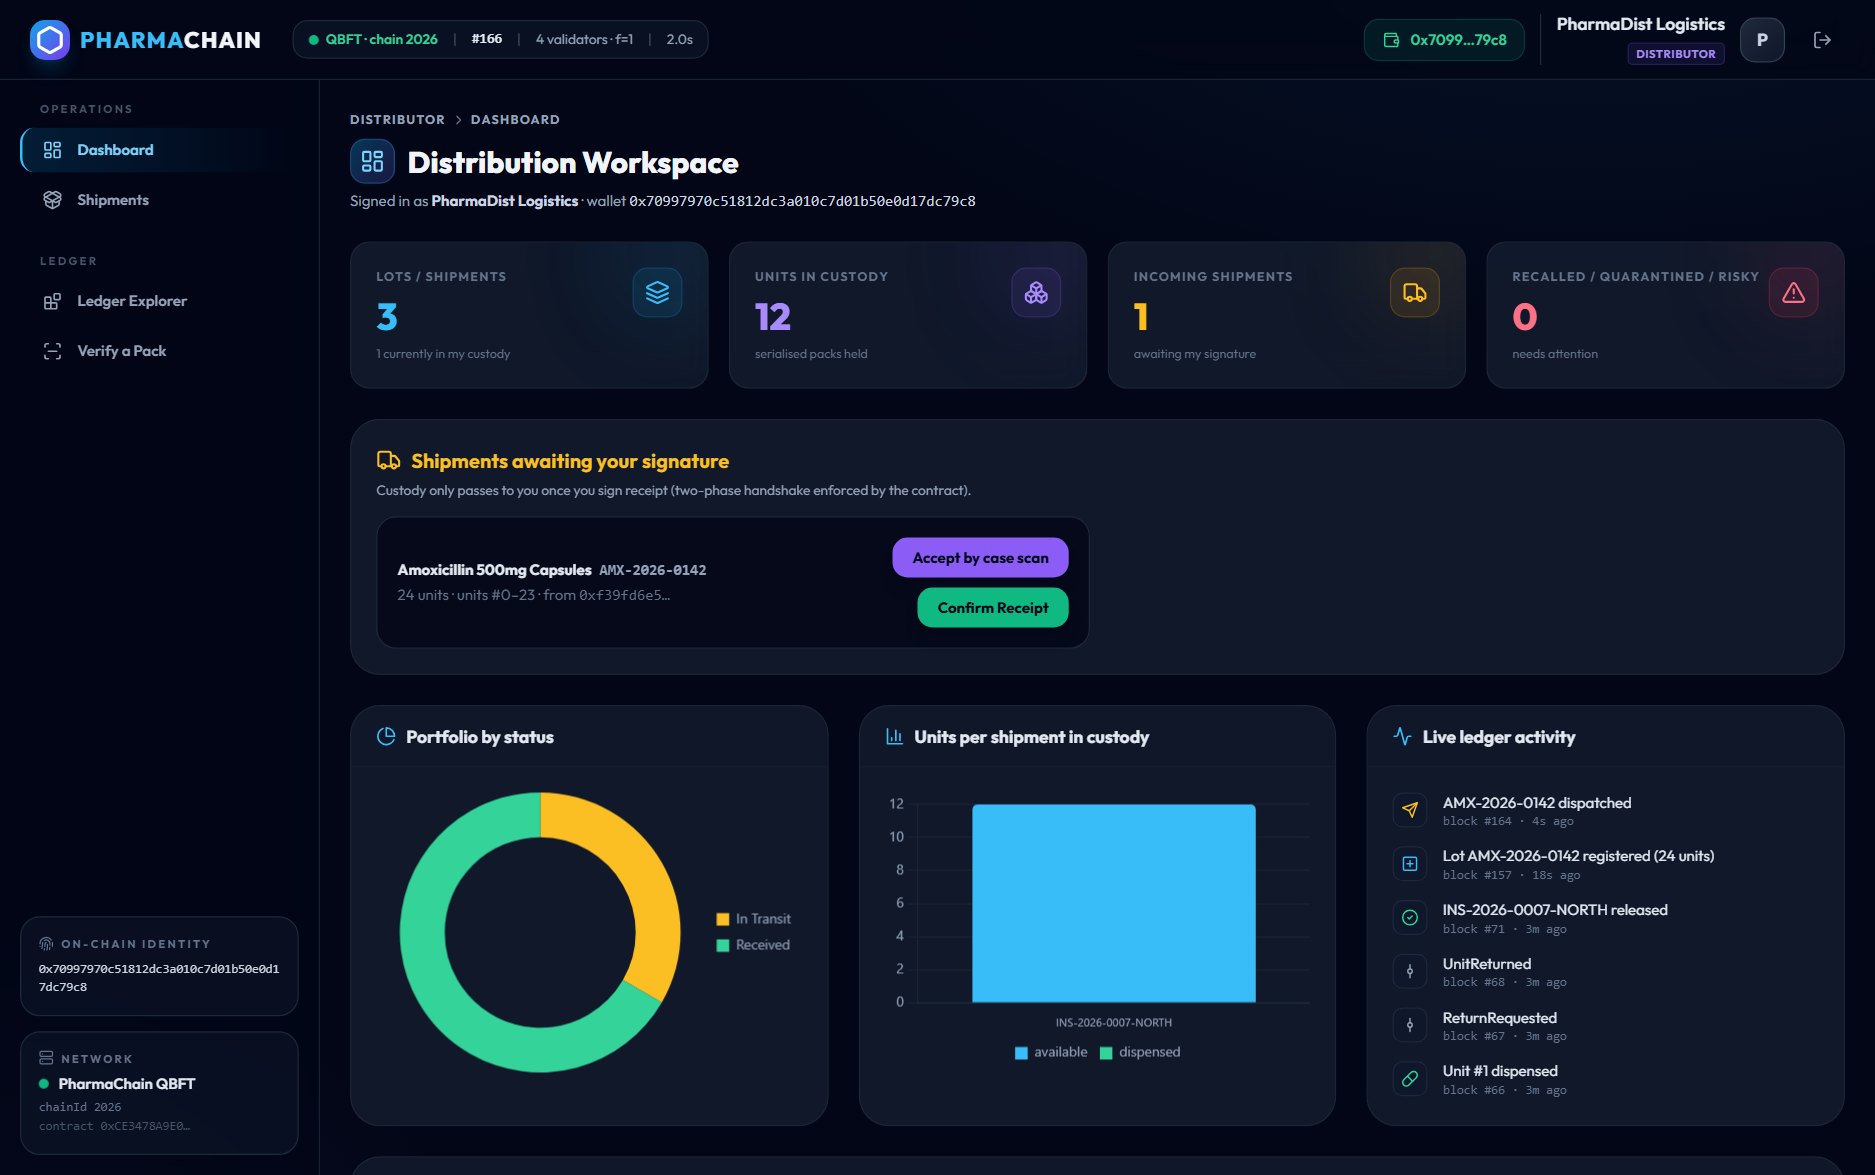 PHARMACHAIN
QBFT · chain 2026 | #166 | 4 validators · f=1 | 2.0s
0x7099...79c8
PharmaDist Logistics
DISTRIBUTOR
P
OPERATIONS
Dashboard
Shipments
LEDGER
Ledger Explorer
Verify a Pack
ON-CHAIN IDENTITY
0x70997970c51812dc3a010c7d01b50e0d1
7dc79c8
NETWORK
PharmaChain QBFT
chainId 2026
contract 0xCE3478A9E0…
DISTRIBUTOR > DASHBOARD
Distribution Workspace
Signed in as PharmaDist Logistics · wallet 0x70997970c51812dc3a010c7d01b50e0d17dc79c8
LOTS / SHIPMENTS
3
1 currently in my custody
UNITS IN CUSTODY
12
serialised packs held
INCOMING SHIPMENTS
1
awaiting my signature
RECALLED / QUARANTINED / RISKY
0
needs attention
Shipments awaiting your signature
Custody only passes to you once you sign receipt (two-phase handshake enforced by the contract).
Amoxicillin 500mg Capsules AMX-2026-0142
24 units · units #0–23 · from 0xf39fd6e5…
Accept by case scan
Confirm Receipt
Portfolio by status
In Transit
Received
Units per shipment in custody
12
10
8
6
4
2
0
INS-2026-0007-NORTH
available
dispensed
Live ledger activity
AMX-2026-0142 dispatched
block #164 · 4s ago
Lot AMX-2026-0142 registered (24 units)
block #157 · 18s ago
INS-2026-0007-NORTH released
block #71 · 3m ago
UnitReturned
block #68 · 3m ago
ReturnRequested
block #67 · 3m ago
Unit #1 dispensed
block #66 · 3m ago